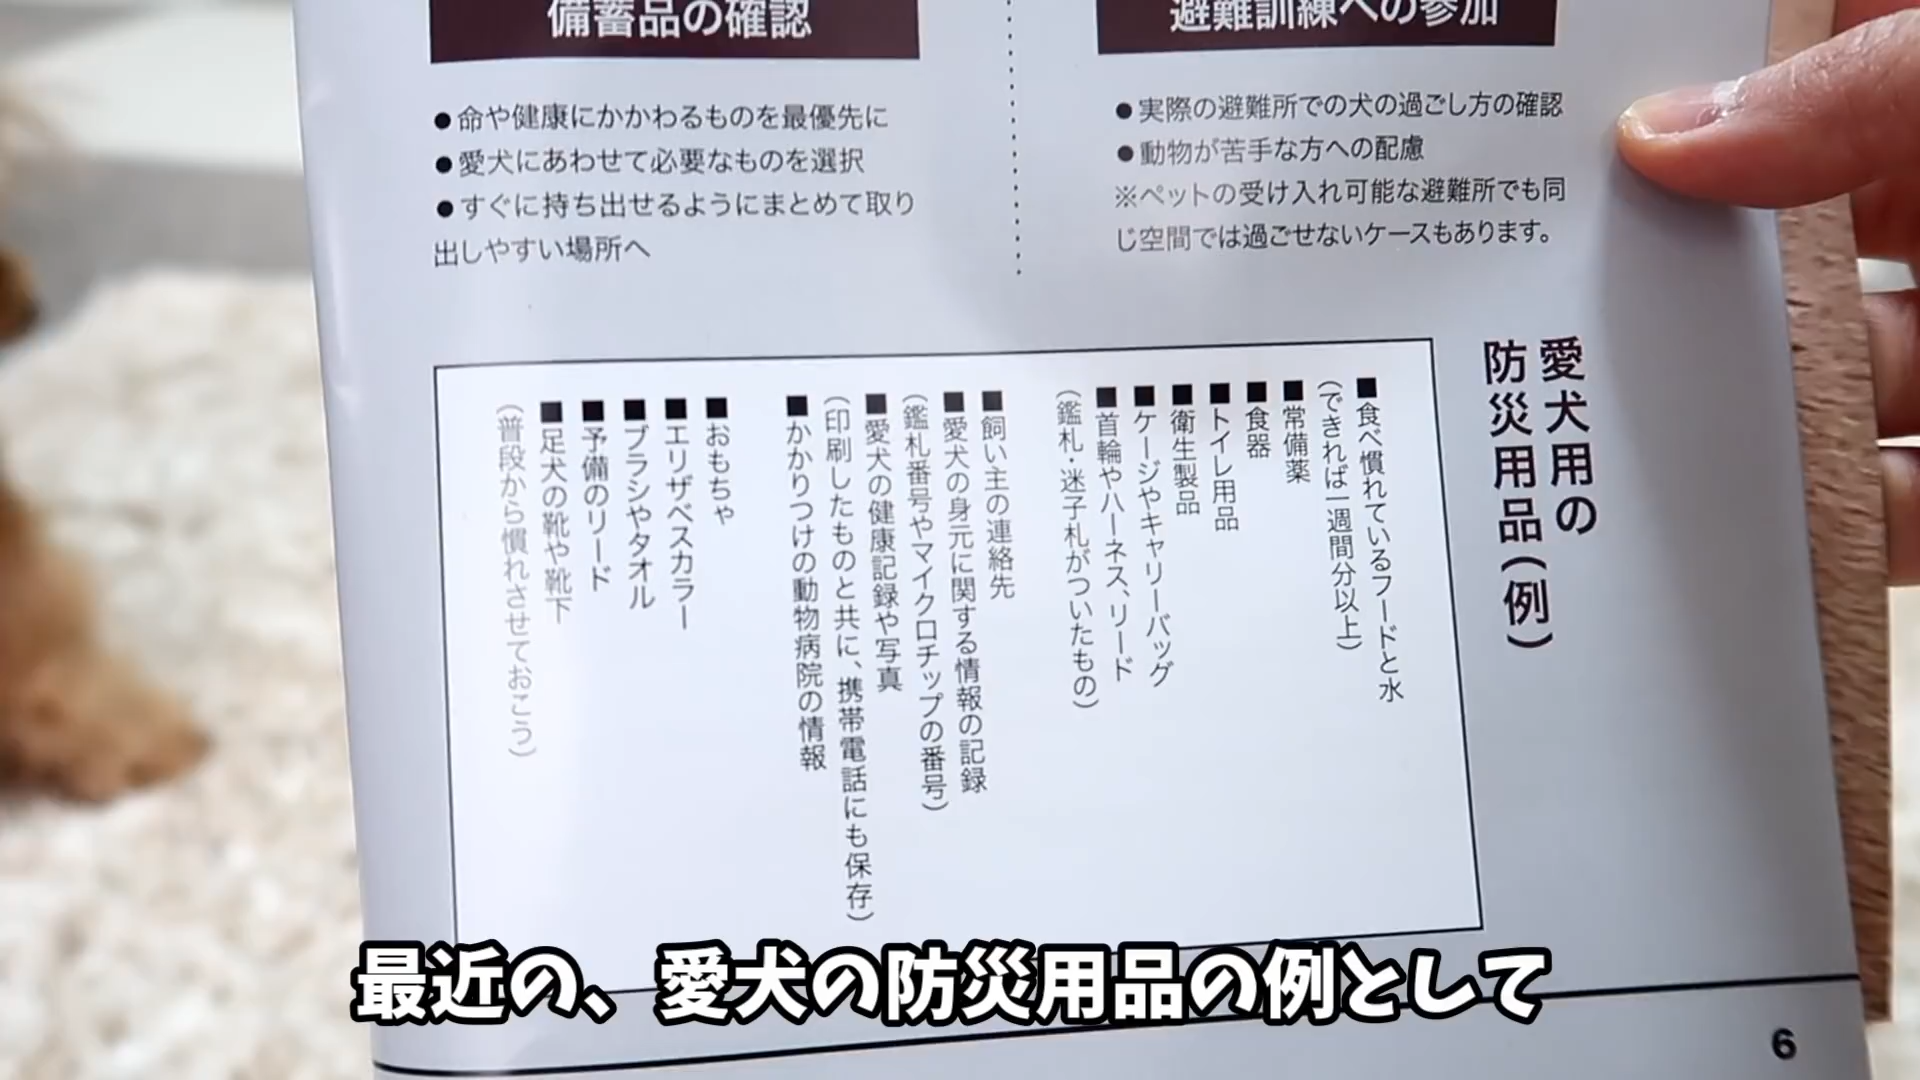 備蓄品の確認
●命や健康にかかわるものを最優先に
●愛犬にあわせて必要なものを選択
●すぐに持ち出せるようにまとめて取り
出しやすい場所へ
避難訓練への参加
●実際の避難所での犬の過ごし方の確認
●動物が苦手な方への配慮
※ペットの受け入れ可能な避難所でも同
じ空間では過ごせないケースもあります。
愛犬用の
防災用品(例)
■食べ慣れているフードと水
(できれば一週間分以上)
■常備薬
■食器
■トイレ用品
■衛生製品
■ケージやキャリーバッグ
■首輪やハーネス、リード
(鑑札・迷子札がついたもの)
■飼い主の連絡先
■愛犬の身元に関する情報の記録
(鑑札番号やマイクロチップの番号)
■愛犬の健康記録や写真
(印刷したものと共に、携帯電話にも保存)
■かかりつけの動物病院の情報
■おもちゃ
■エリザベスカラー
■ブラシやタオル
■予備のリード
■足犬の靴や靴下
(普段から慣れさせておこう)
最近の、愛犬の防災用品の例として
6